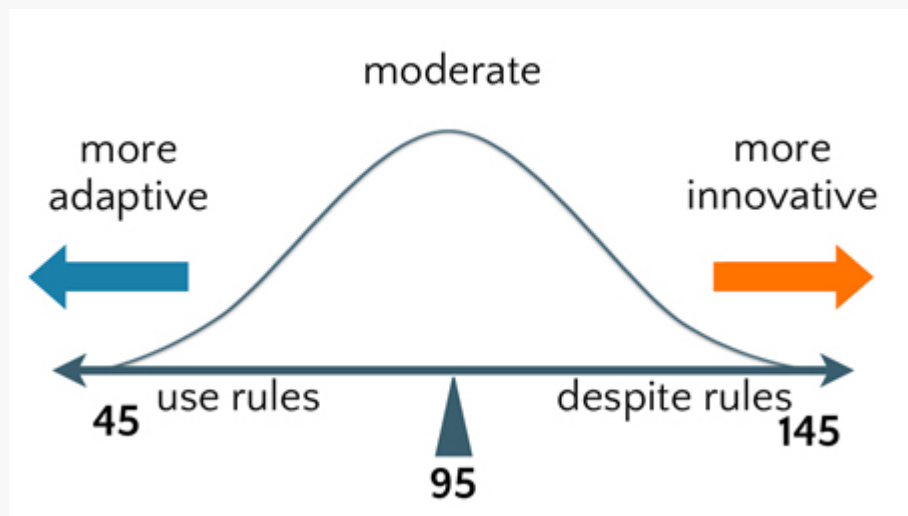 moderate
more
adaptive
more
innovative
use rules
despite rules
45
145
95